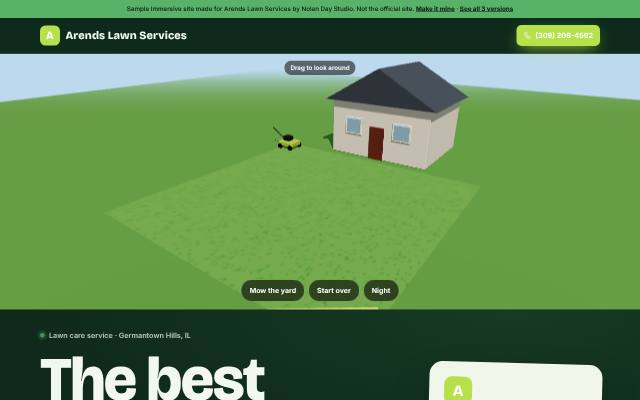 Sample Immersive site made for Arends Lawn Services by Nolan Day Studio. Not the official site. Make it mine · See all 3 versions
A Arends Lawn Services
(309) 208-4592
Drag to look around
Mow the yard Start over Night
Lawn care service · Germantown Hills, IL
The best
A